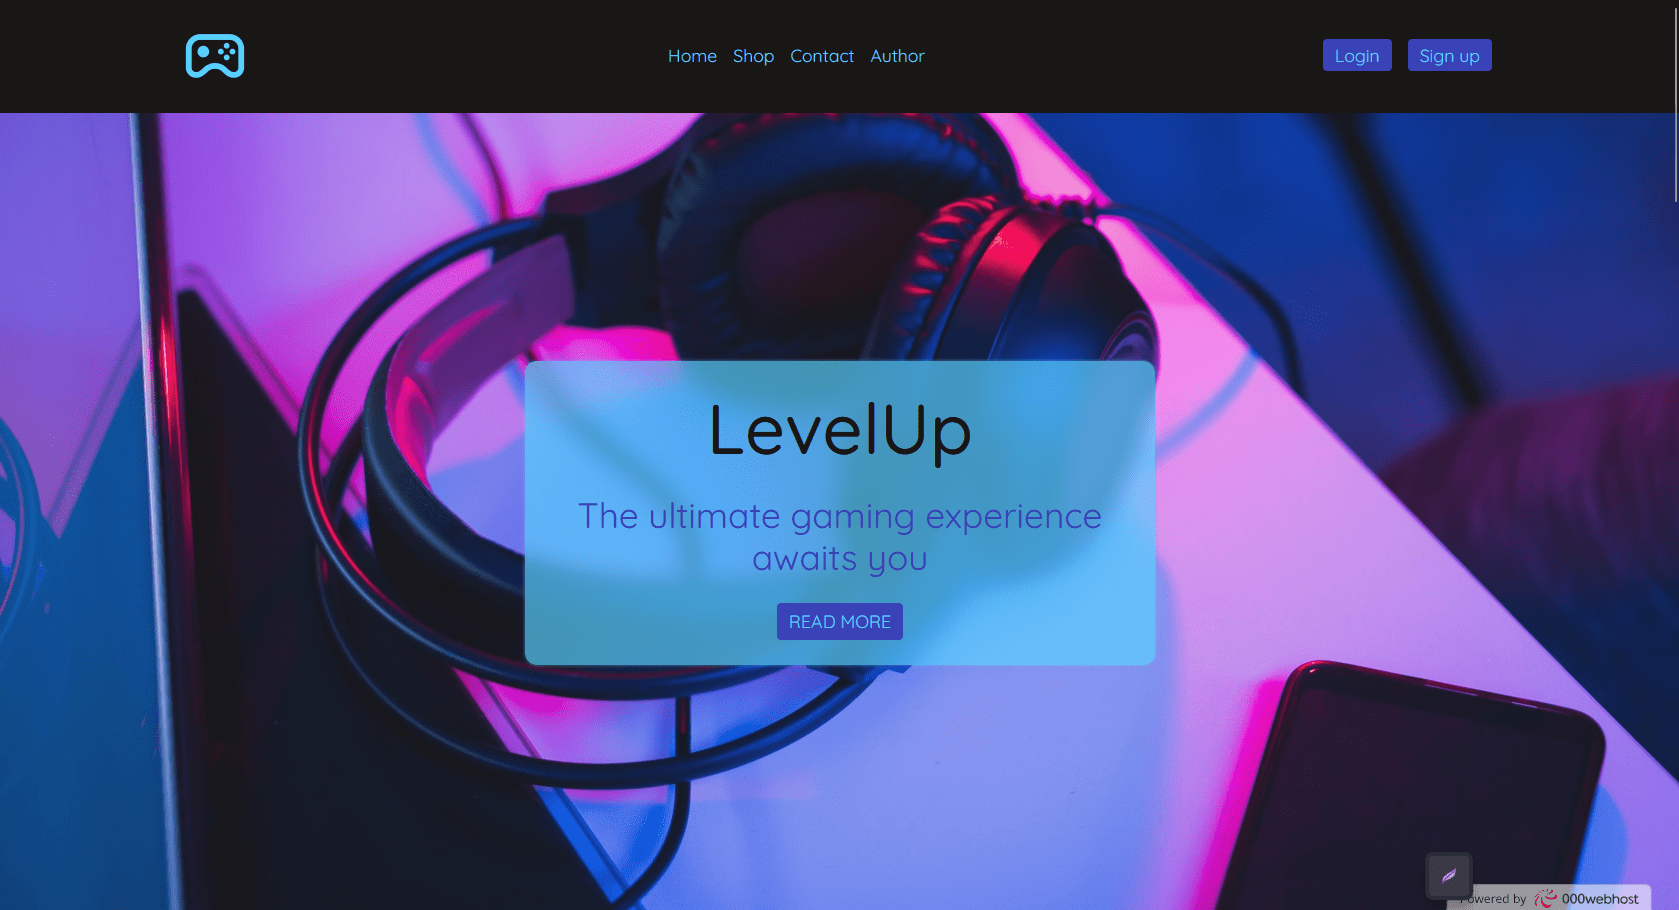 Home Shop Contact Author
Login Sign up
LevelUp
The ultimate gaming experience
awaits you
READ MORE
Powered by 000webhost